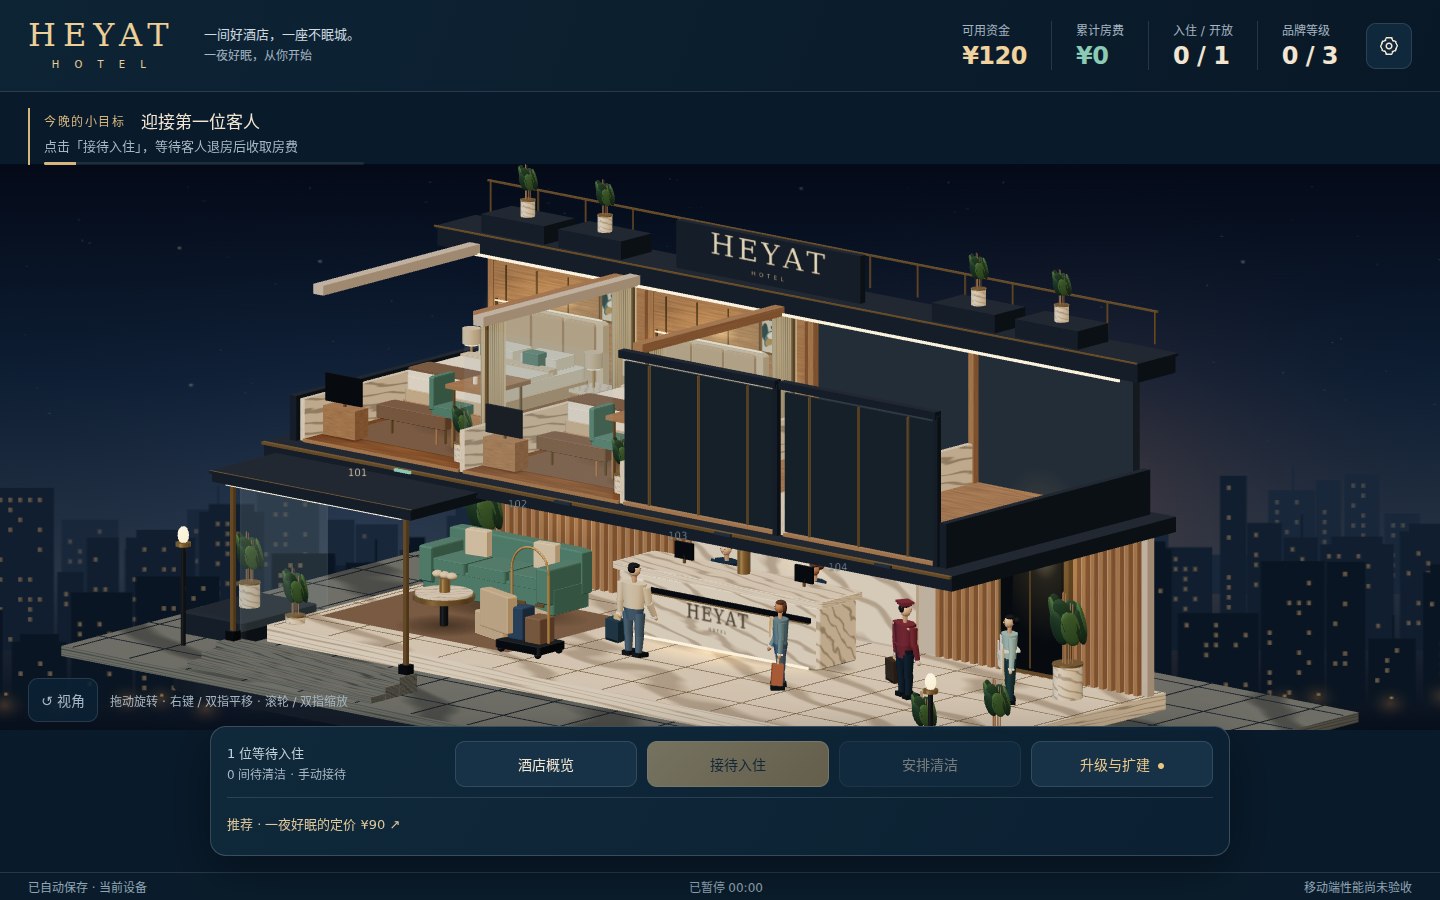 HEYAT
HOTEL
一间好酒店，一座不眠城。
一夜好眠，从你开始
可用资金
¥120
累计房费
¥0
入住 / 开放
0 / 1
品牌等级
0 / 3
今晚的小目标 迎接第一位客人
点击「接待入住」，等待客人退房后收取房费
HEYAT
HOTEL
101
102
103
104
HEYAT
HOTEL
↺ 视角
拖动旋转 · 右键 / 双指平移 · 滚轮 / 双指缩放
1 位等待入住
0 间待清洁 · 手动接待
酒店概览
接待入住
安排清洁
升级与扩建
推荐 · 一夜好眠的定价 ¥90 ↗
已自动保存 · 当前设备
已暂停 00:00
移动端性能尚未验收